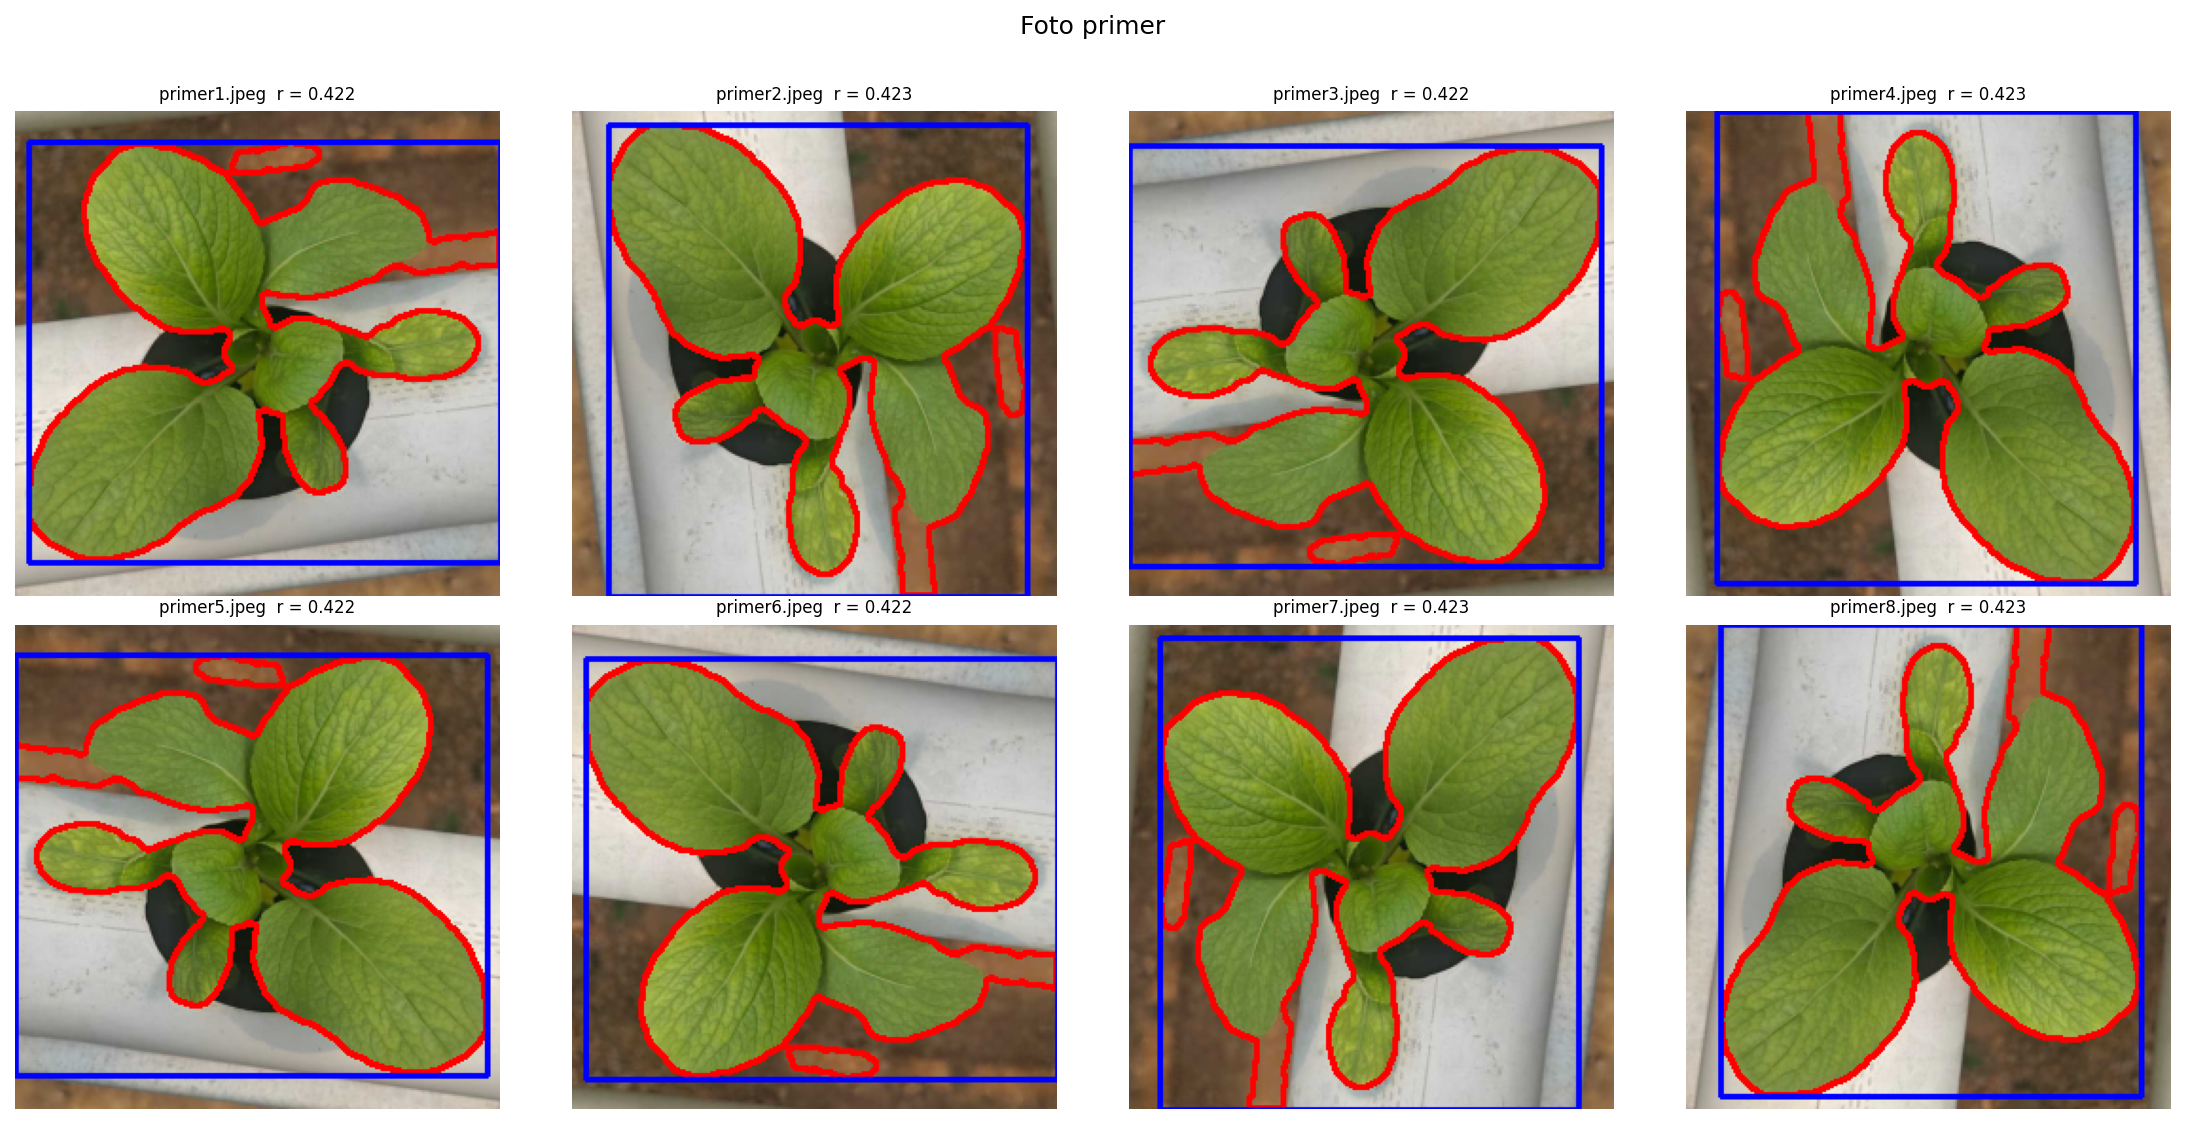 Foto primer
primer1.jpeg  r = 0.422
primer2.jpeg  r = 0.423
primer3.jpeg  r = 0.422
primer4.jpeg  r = 0.423
primer5.jpeg  r = 0.422
primer6.jpeg  r = 0.422
primer7.jpeg  r = 0.423
primer8.jpeg  r = 0.423